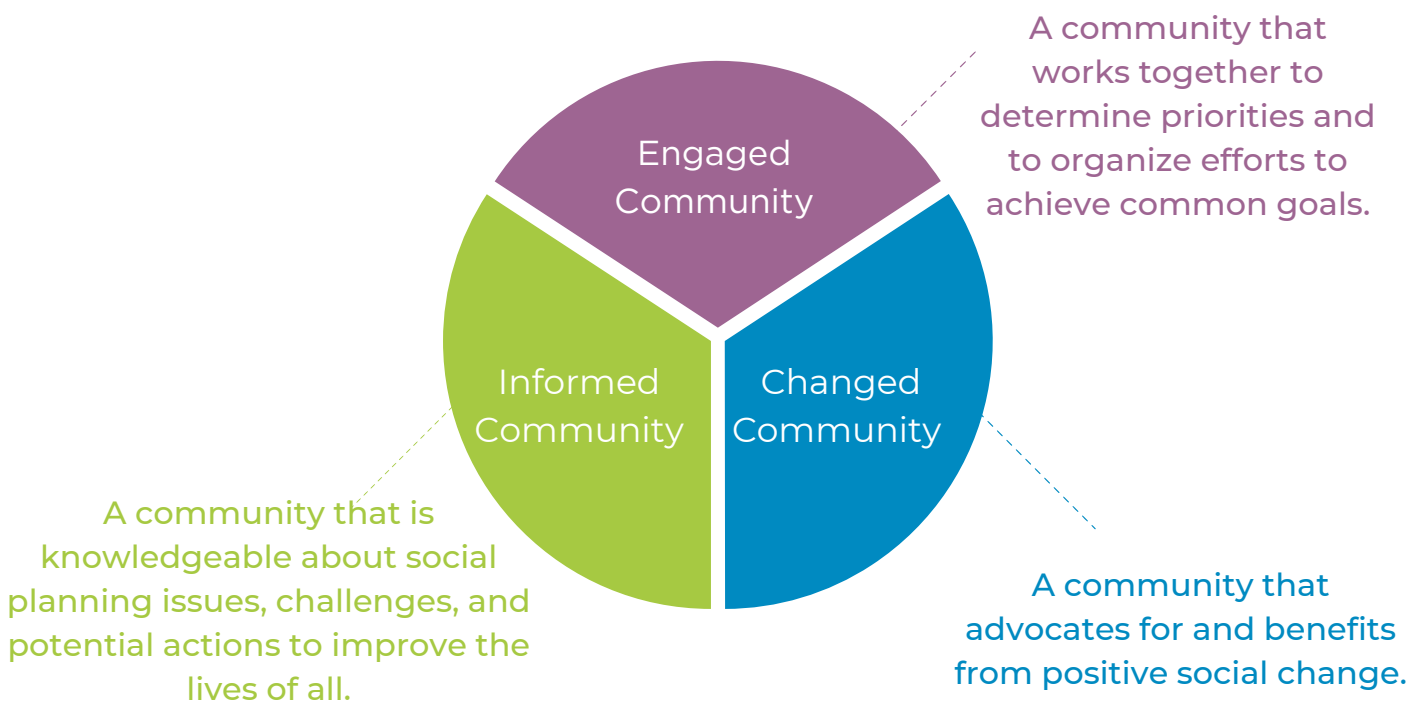 A community that
works together to
determine priorities and
to organize efforts to
achieve common goals.
Engaged
Community
Informed
Community
Changed
Community
A community that is
knowledgeable about social
planning issues, challenges, and
potential actions to improve the
lives of all.
A community that
advocates for and benefits
from positive social change.